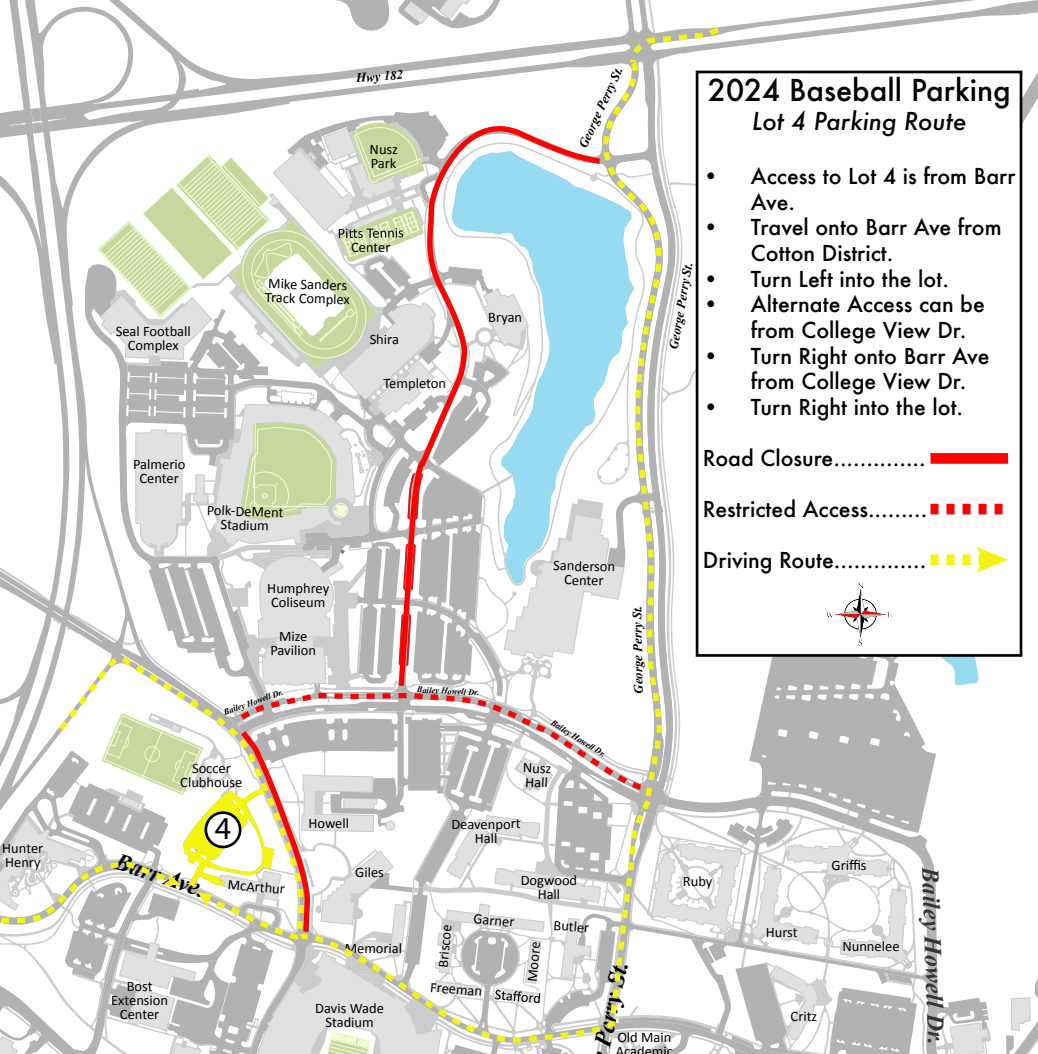 Hwy 182
George Perry St.
2024 Baseball Parking
Lot 4 Parking Route
• Access to Lot 4 is from Barr
Ave.
• Travel onto Barr Ave from
Cotton District.
• Turn Left into the lot.
• Alternate Access can be
from College View Dr.
• Turn Right onto Barr Ave
from College View Dr.
• Turn Right into the lot.
Road Closure..............
Restricted Access.........
Driving Route..............
N
W
E
S
Nusz
Park
Pitts Tennis
Center
Mike Sanders
Track Complex
George Perry St.
Seal Football
Complex
Shira
Bryan
Templeton
Palmerio
Center
Polk-DeMent
Stadium
Sanderson
Center
Humphrey
Coliseum
Mize
Pavilion
George Perry St.
Bailey Howell Dr.
Bailey Howell Dr.
Bailey Howell Dr.
Soccer
Clubhouse
Nusz
Hall
4
Howell
Deavenport
Hall
Hunter
Henry
Barr Ave
McArthur
Giles
Dogwood
Hall
Ruby
Griffis
Bailey Howell Dr.
Garner
Butler
Briscoe
Moore
Memorial
Hurst
Nunnelee
Freeman
Stafford
Bost
Extension
Center
Davis Wade
Stadium
Perry St.
Critz
Old Main
Academic